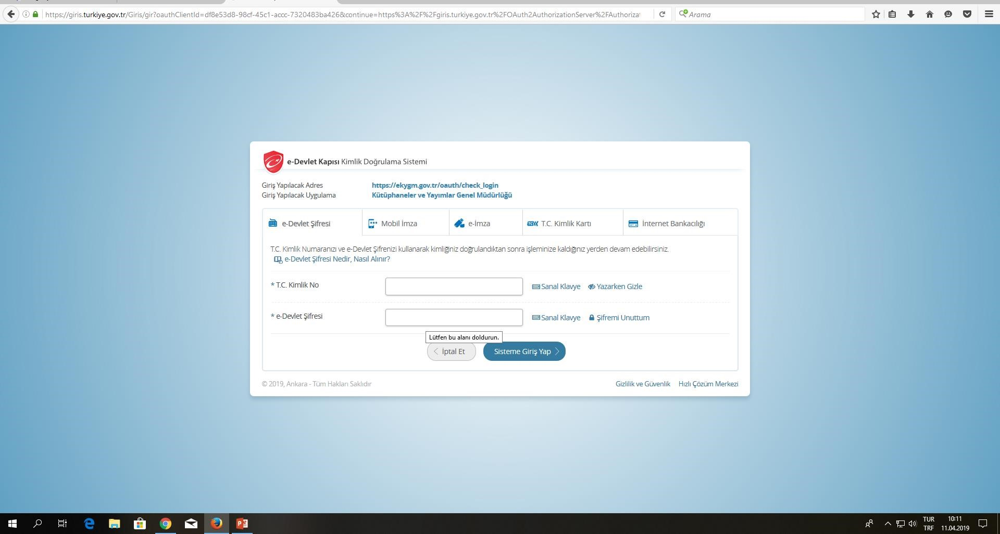 https://giris.turkiye.gov.tr/Giris/gir?oauthClientId=df8e53d8-98cf-45c1-accc-7320483ba426&continue=https%3A%2F%2Fgiris.turkiye.gov.tr%2FOAuth2AuthorizationServer%2FAuthorizat
Arama
e-Devlet Kapısı Kimlik Doğrulama Sistemi
Giriş Yapılacak Adres https://ekygm.gov.tr/oauth/check_login
Giriş Yapılacak Uygulama Kütüphaneler ve Yayımlar Genel Müdürlüğü
e-Devlet Şifresi Mobil İmza e-İmza T.C. Kimlik Kartı İnternet Bankacılığı
T.C. Kimlik Numaranızı ve e-Devlet Şifrenizi kullanarak kimliğiniz doğrulandıktan sonra işleminize kaldığınız yerden devam edebilirsiniz.
e-Devlet Şifresi Nedir, Nasıl Alınır?
* T.C. Kimlik No Sanal Klavye Yazarken Gizle
* e-Devlet Şifresi Sanal Klavye Şifremi Unuttum
Lütfen bu alanı doldurun.
İptal Et Sisteme Giriş Yap
© 2019, Ankara - Tüm Hakları Saklıdır Gizlilik ve Güvenlik Hızlı Çözüm Merkezi
TUR 10:11
TRF 11.04.2019